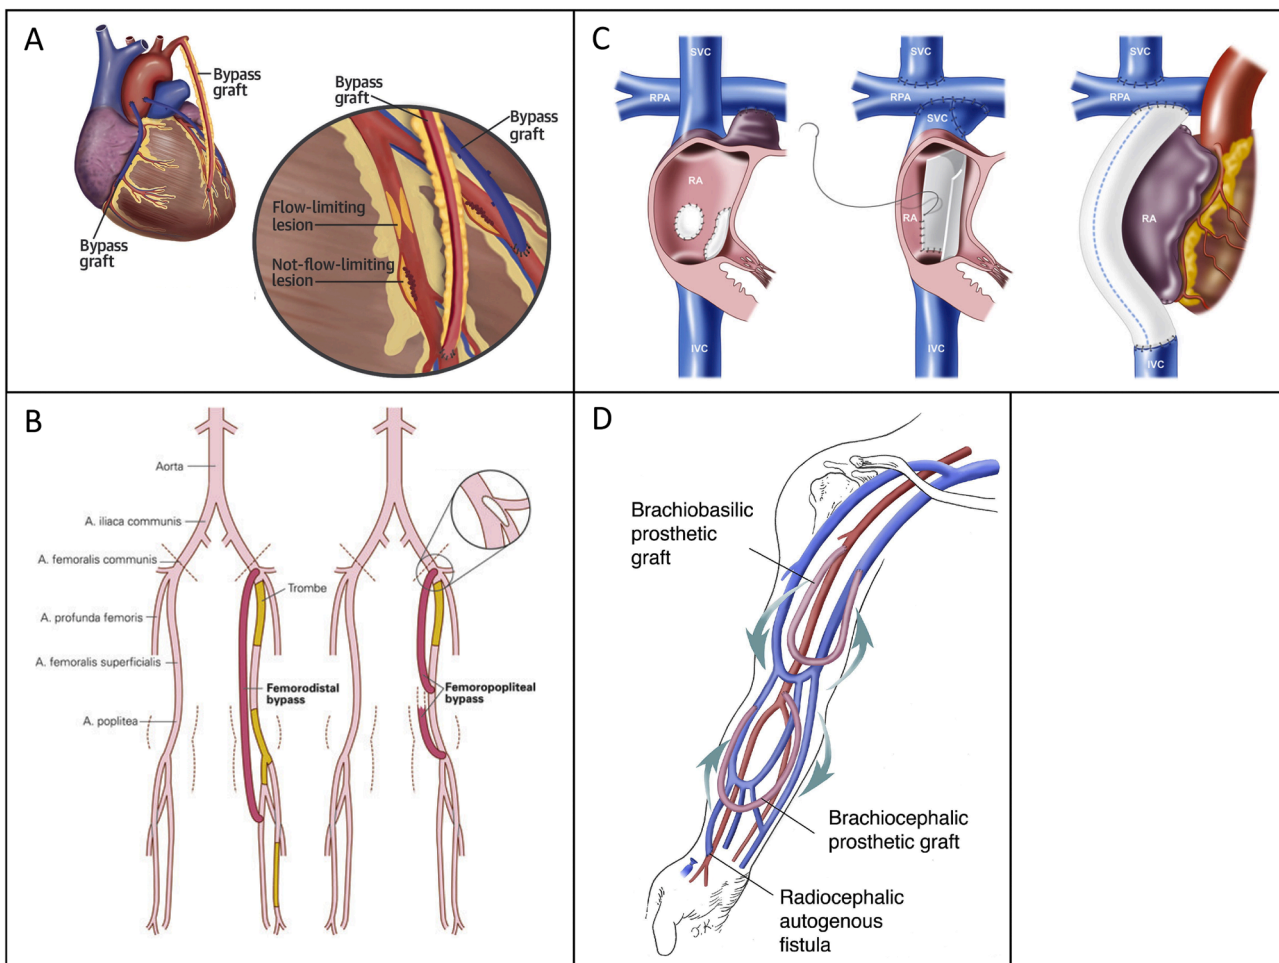 A
Bypass
graft
Bypass
graft
Bypass
graft
Flow-limiting
lesion
Not-flow-limiting
lesion
Bypass
graft
C
SVC
RPA
RA
IVC
SVC
RPA
SVC
RA
IVC
SVC
RPA
RA
IVC
B
Aorta
A. iliaca communis
A. femoralis communis
Trombe
A. profunda femoris
A. femoralis superficialis
Femorodistal
bypass
Femoropopliteal
bypass
A. poplitea
D
Brachiobasilic
prosthetic
graft
Brachiocephalic
prosthetic graft
Radiocephalic
autogenous
fistula
J.K.